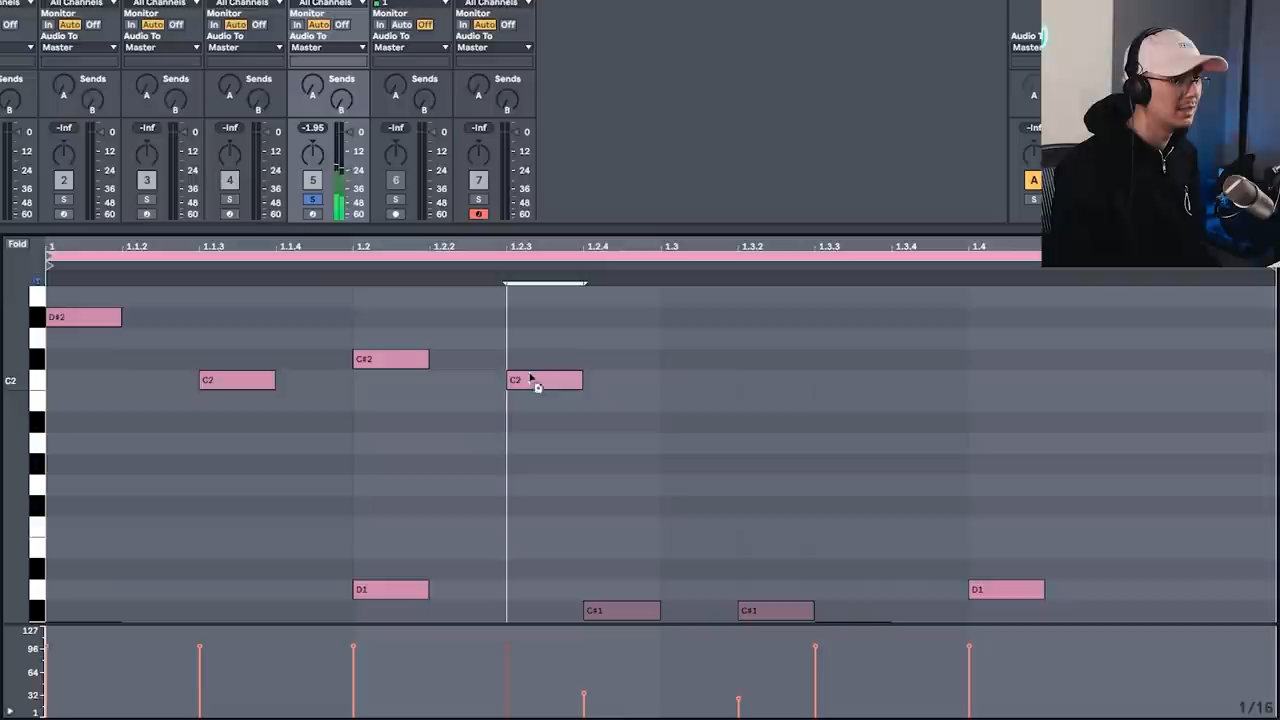 All Channels All Channels All Channels All Channels 1 All Channels
Monitor Monitor Monitor Monitor Monitor Monitor
Off In Auto Off In Auto Off In Auto Off In Auto Off In Auto Off In Auto Off
Audio To Audio To Audio To Audio To Audio To Audio To Audio T
Master Master Master Master Master Master Master
Sends Sends Sends Sends Sends Sends Sends
B A B A B A B A B A B A B A
0 -Inf 0 -Inf 0 -Inf 0 -1.95 0 -Inf 0 -Inf 0 -In
12 12 12 12 12 12 12
24 24 24 24 24 24 24
36 2 36 3 36 4 36 5 36 6 36 7 36 A
48 S 48 S 48 S 48 S 48 S 48 S 48 S
60 60 60 60 60 60 60
Fold 1 1.1.2 1.1.3 1.1.4 1.2 1.2.2 1.2.3 1.2.4 1.3 1.3.2 1.3.3 1.3.4 1.4
D#2
C#2
C2 C2 C2
D1 D1
C#1 C#1
127
96
64
32
1 1/16